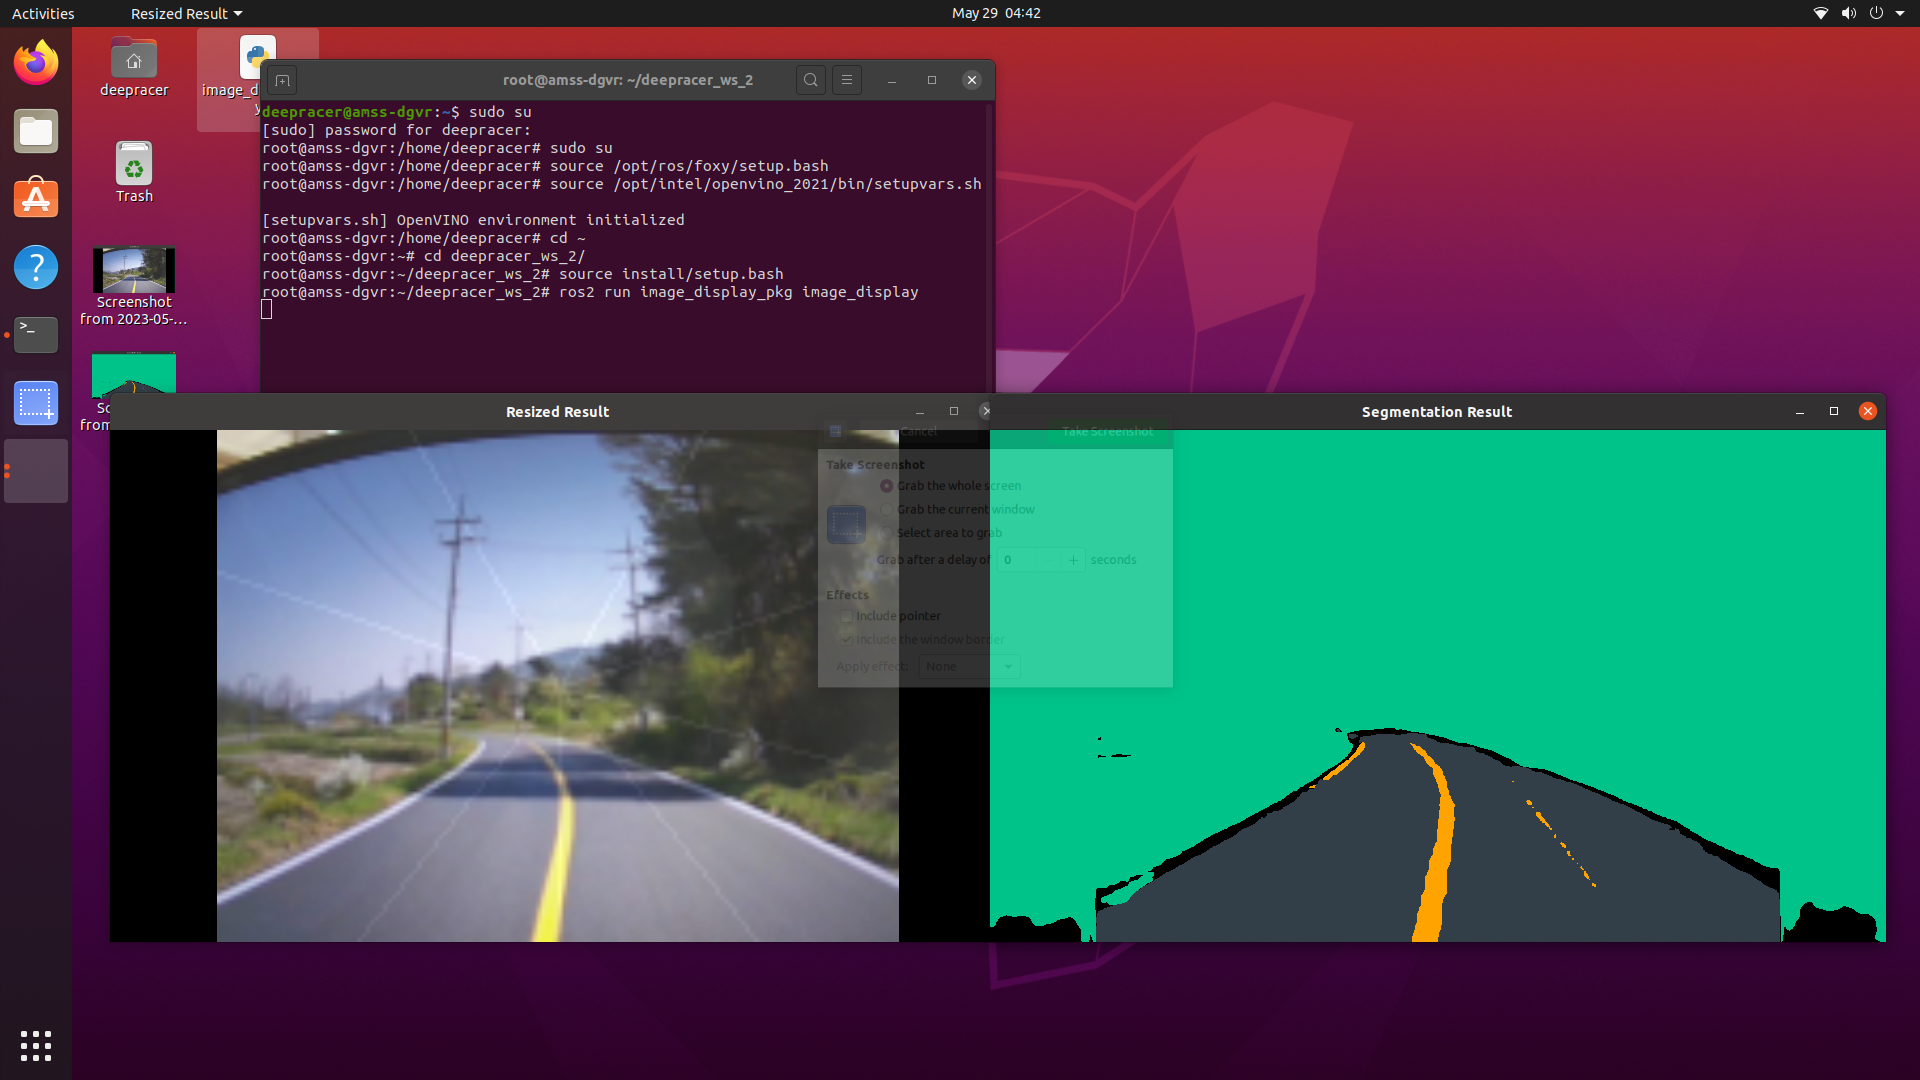 Activities
Resized Result
May 29 04:42
deepracer
image_d
y
Trash
Screenshot
from 2023-05-...
Sc
from
root@amss-dgvr: ~/deepracer_ws_2
deepracer@amss-dgvr:~$ sudo su
[sudo] password for deepracer:
root@amss-dgvr:/home/deepracer# sudo su
root@amss-dgvr:/home/deepracer# source /opt/ros/foxy/setup.bash
root@amss-dgvr:/home/deepracer# source /opt/intel/openvino_2021/bin/setupvars.sh
[setupvars.sh] OpenVINO environment initialized
root@amss-dgvr:/home/deepracer# cd ~
root@amss-dgvr:~# cd deepracer_ws_2/
root@amss-dgvr:~/deepracer_ws_2# source install/setup.bash
root@amss-dgvr:~/deepracer_ws_2# ros2 run image_display_pkg image_display
Resized Result
Segmentation Result
Cancel
Take Screenshot
Take Screenshot
Grab the whole screen
Grab the current window
Select area to grab
Grab after a delay of 0 + seconds
Effects
Include pointer
Include the window border
Apply effect: None